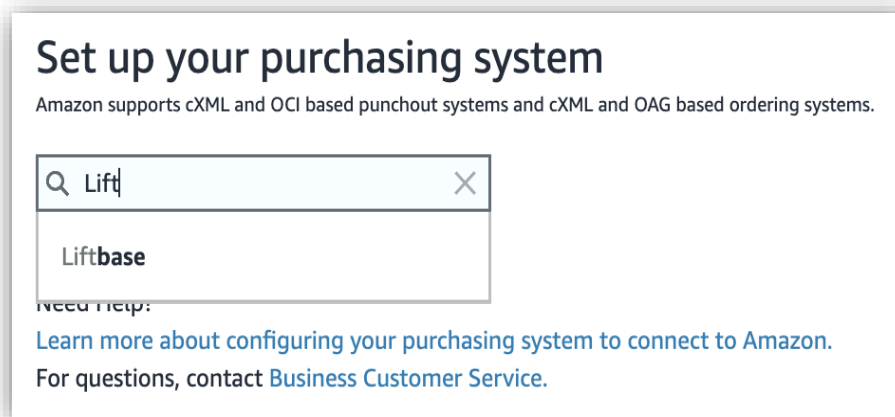 Set up your purchasing system
Amazon supports cXML and OCI based punchout systems and cXML and OAG based ordering systems.
Lift
Liftbase
Need Help?
Learn more about configuring your purchasing system to connect to Amazon.
For questions, contact Business Customer Service.